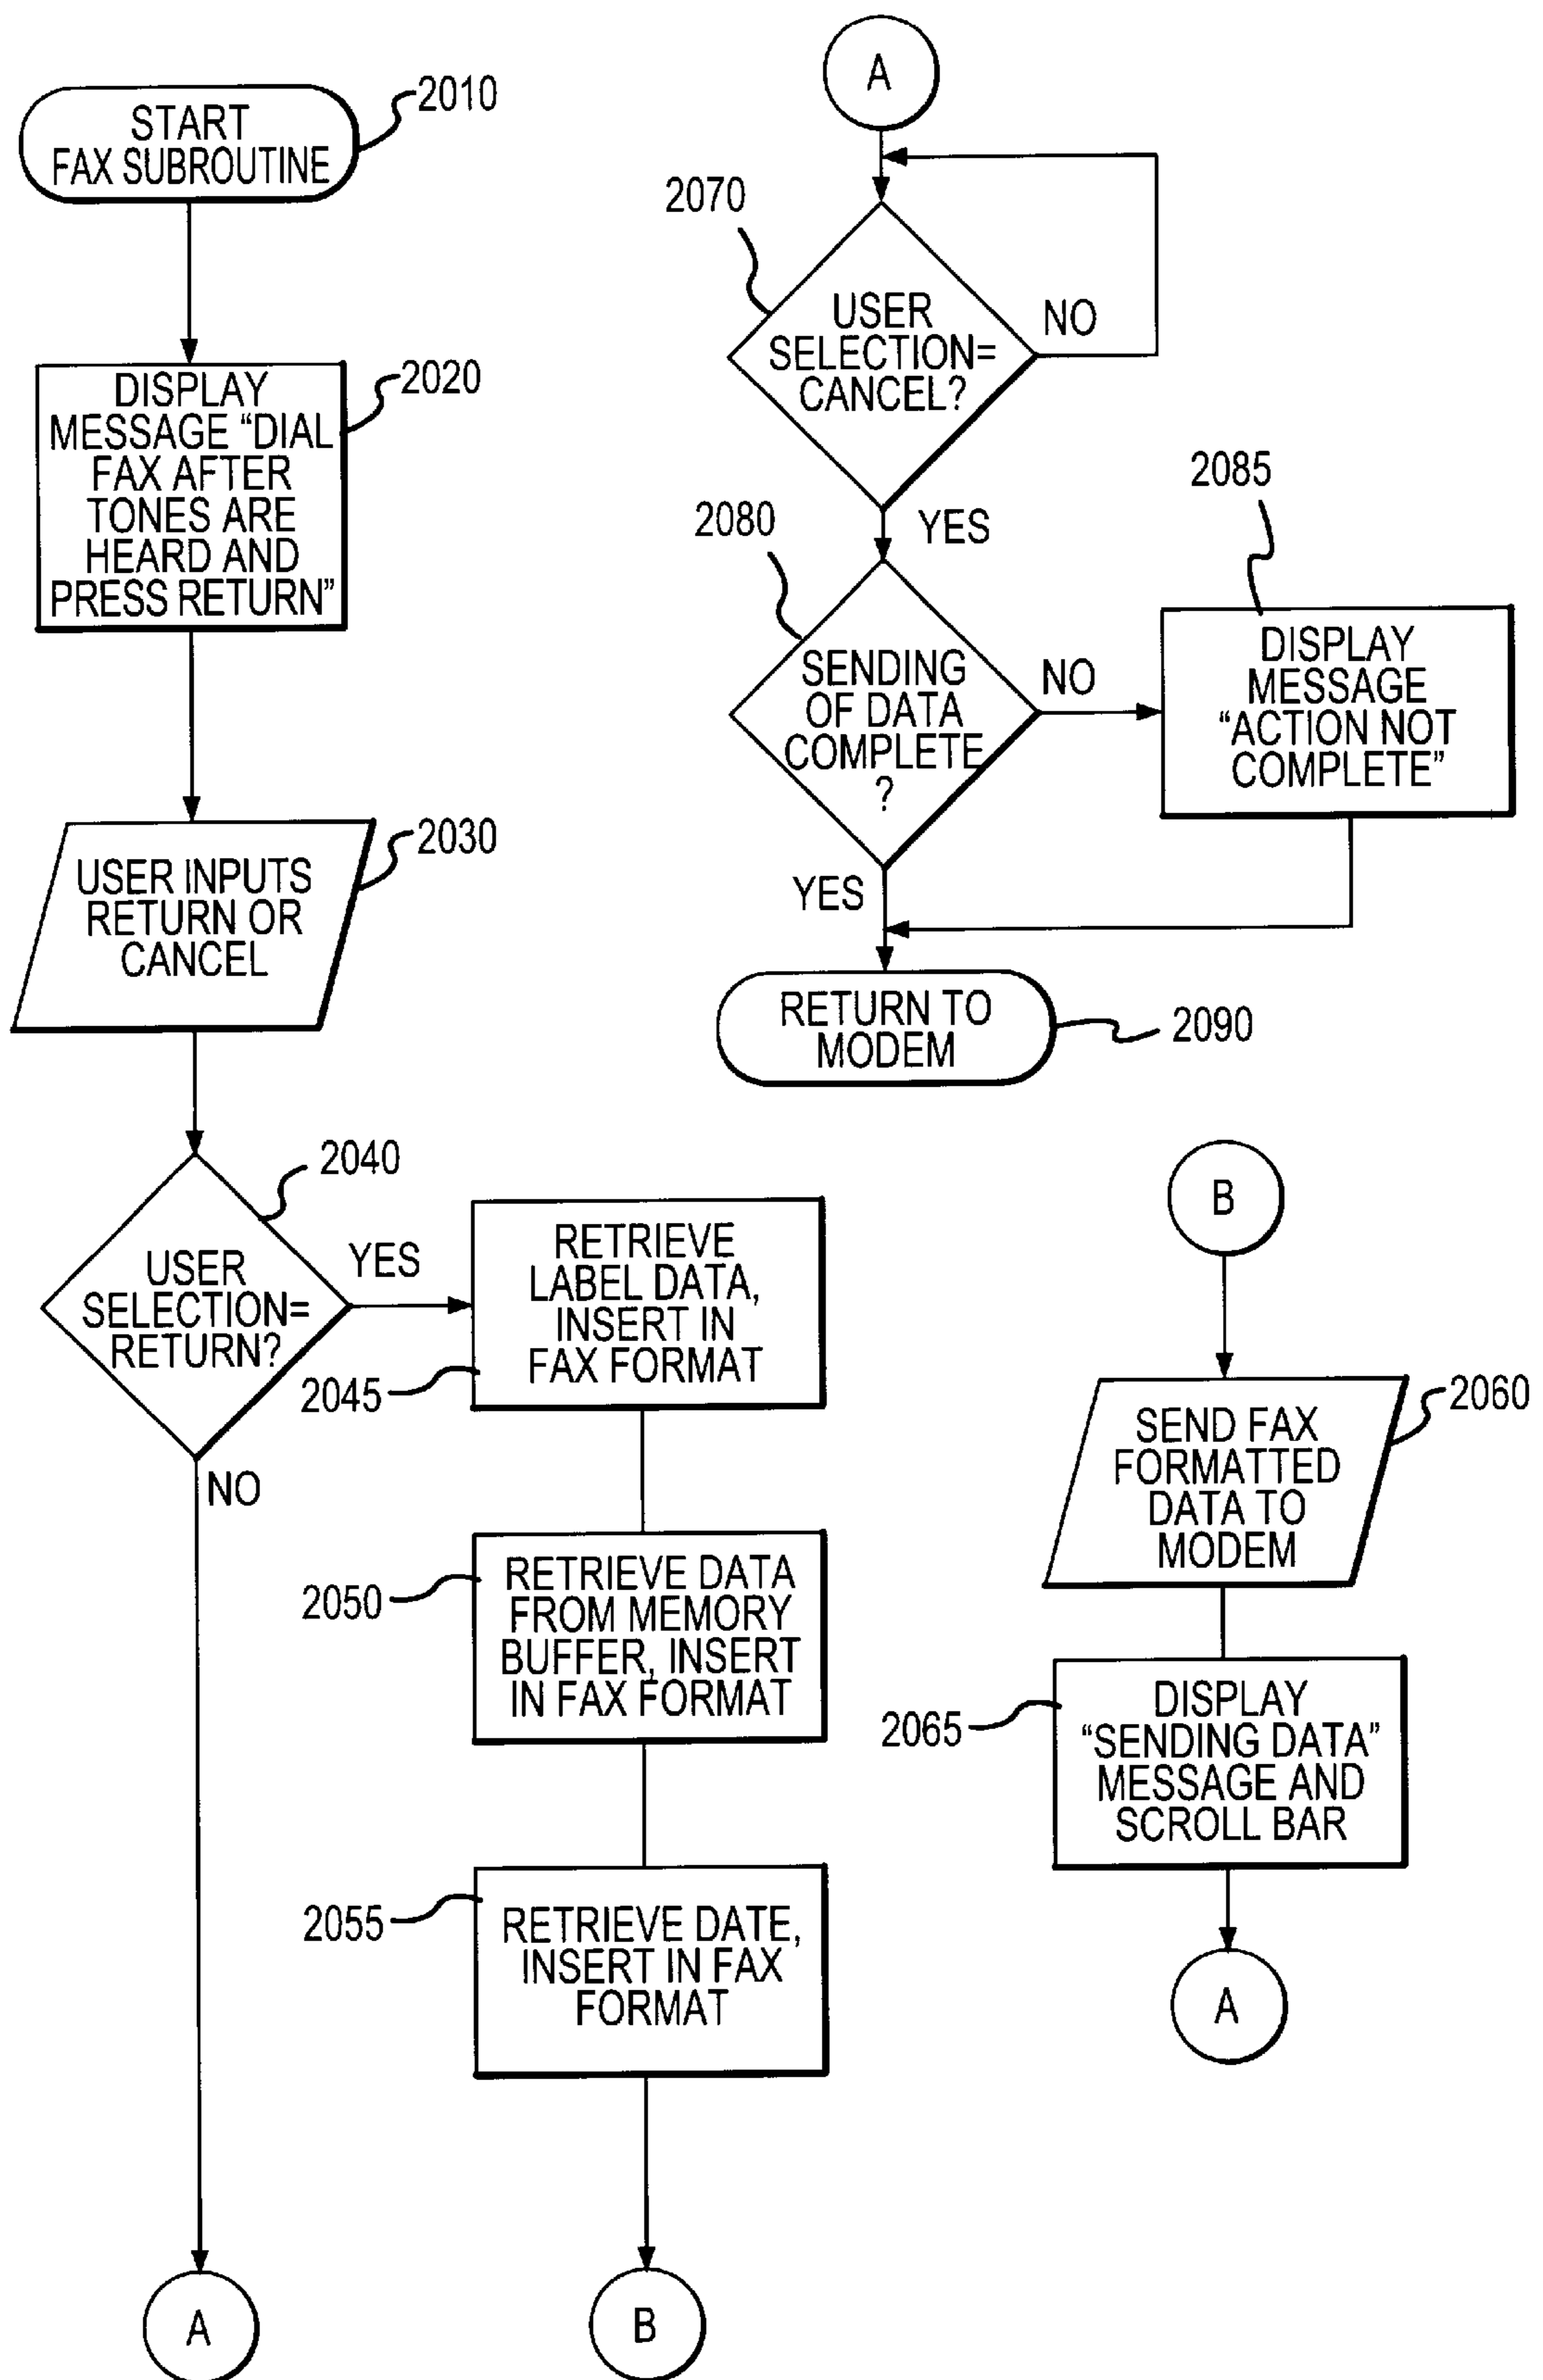 START
FAX SUBROUTINE
2010
DISPLAY
MESSAGE “DIAL
FAX AFTER
TONES ARE
HEARD AND
PRESS RETURN”
2020
USER INPUTS
RETURN OR
CANCEL
2030
USER
SELECTION=
RETURN?
2040
YES
NO
A
RETRIEVE
LABEL DATA,
INSERT IN
FAX FORMAT
2045
RETRIEVE DATA
FROM MEMORY
BUFFER, INSERT
IN FAX FORMAT
2050
RETRIEVE DATE,
INSERT IN FAX
FORMAT
2055
B
A
2070
USER
SELECTION=
CANCEL?
NO
YES
2080
SENDING
OF DATA
COMPLETE
?
NO
YES
2085
DISPLAY
MESSAGE
“ACTION NOT
COMPLETE”
RETURN TO
MODEM
2090
B
SEND FAX
FORMATTED
DATA TO
MODEM
2060
DISPLAY
“SENDING DATA”
MESSAGE AND
SCROLL BAR
2065
A